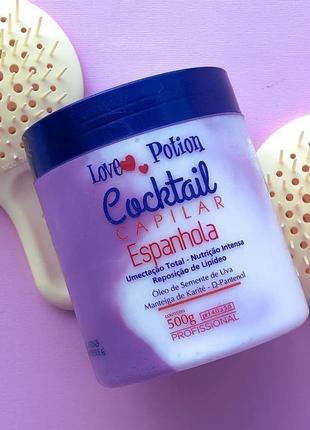 Love Potion
Cocktail
CAPILAR
Espanhola
Umectação Total - Nutrição Intensa
Reposição de Lipídeo
Óleo de Semente de Uva
Manteiga de Karité - D-Pantenol
CONTEÚDO
500g
PROFISSIONAL